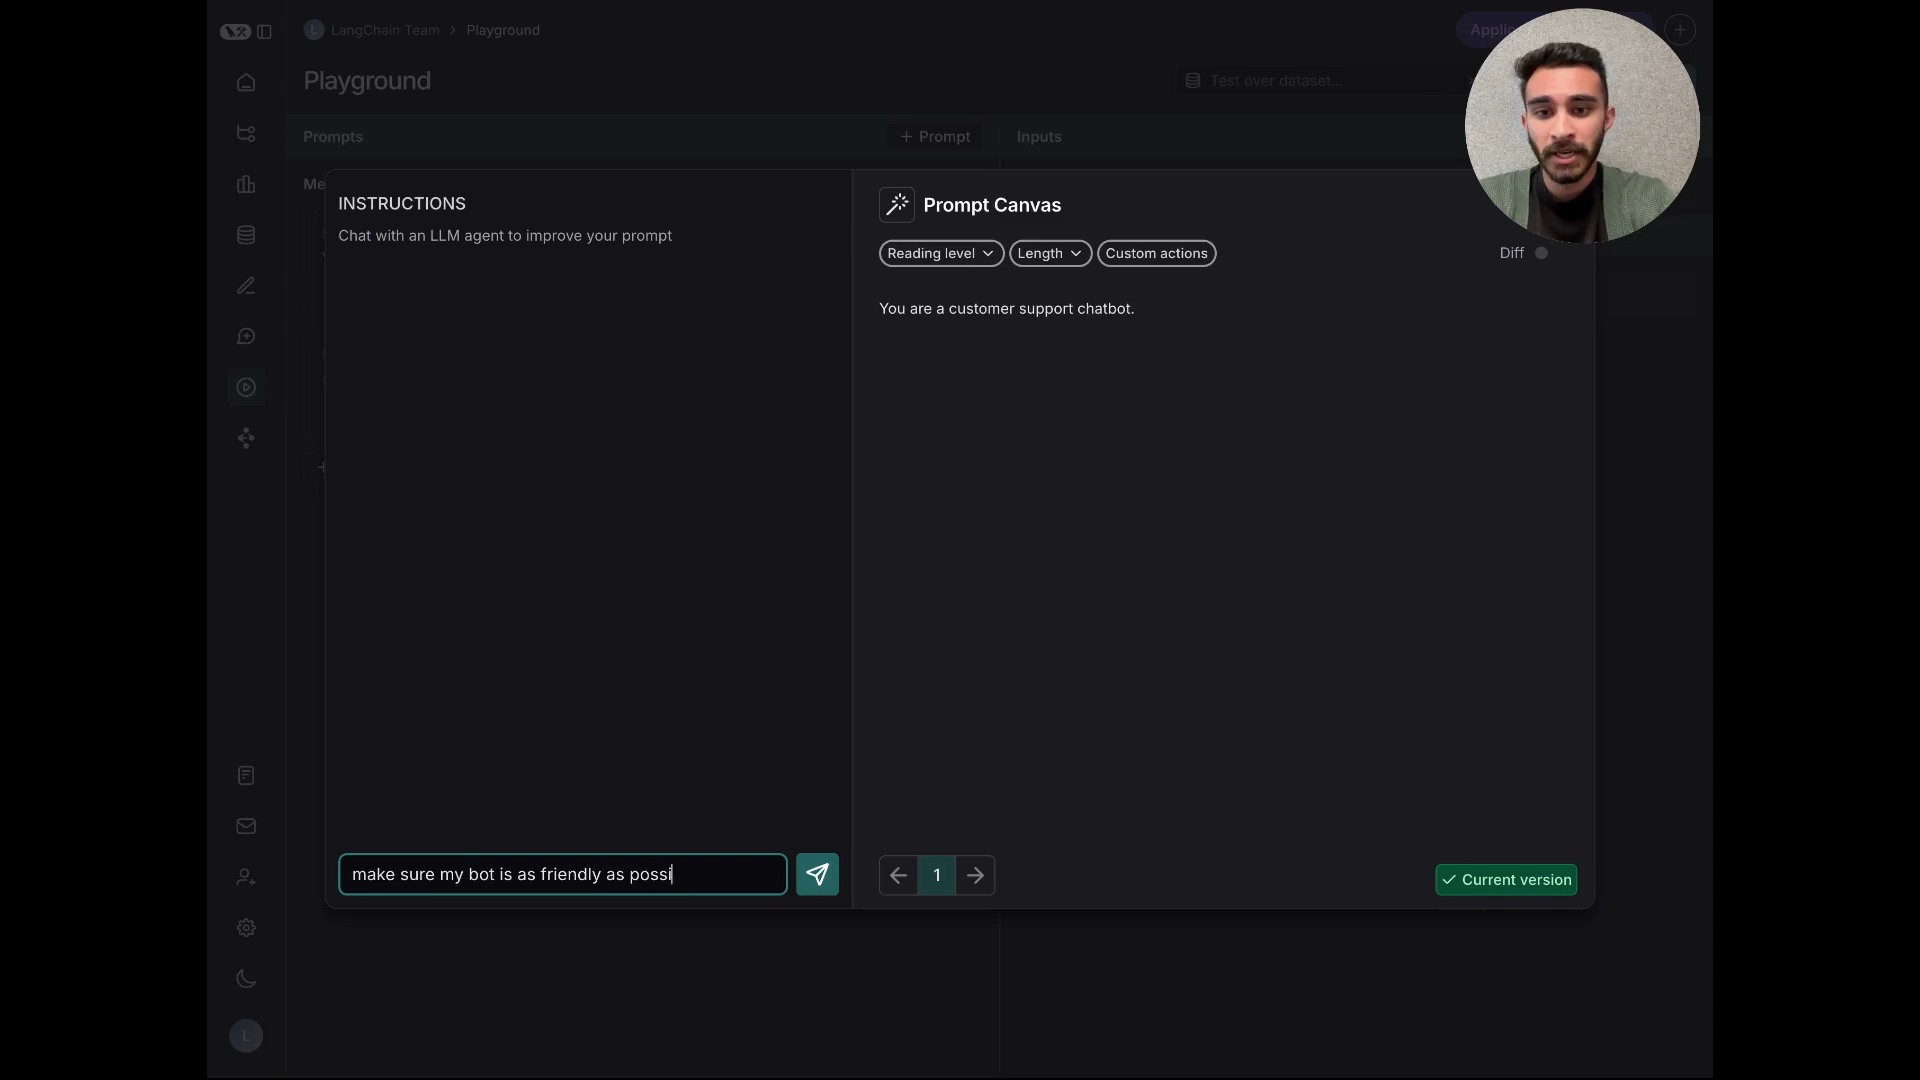 LangChain Team > Playground
Playground
Test over dataset...
Prompts
+ Prompt
Inputs
INSTRUCTIONS
Chat with an LLM agent to improve your prompt
Prompt Canvas
Reading level
Length
Custom actions
Diff
You are a customer support chatbot.
make sure my bot is as friendly as possi
1
Current version
L